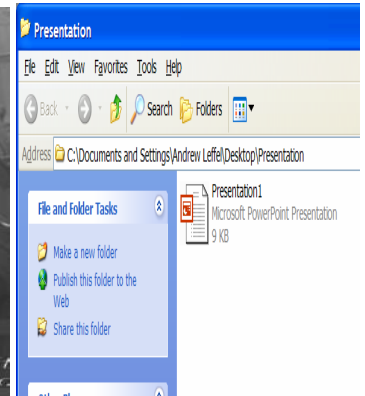 Presentation
File Edit View Favorites Tools Help
Back Search Folders
Address C:\Documents and Settings\Andrew Leffel\Desktop\Presentation
File and Folder Tasks
Make a new folder
Publish this folder to the
Web
Share this folder
Presentation1
Microsoft PowerPoint Presentation
9 KB